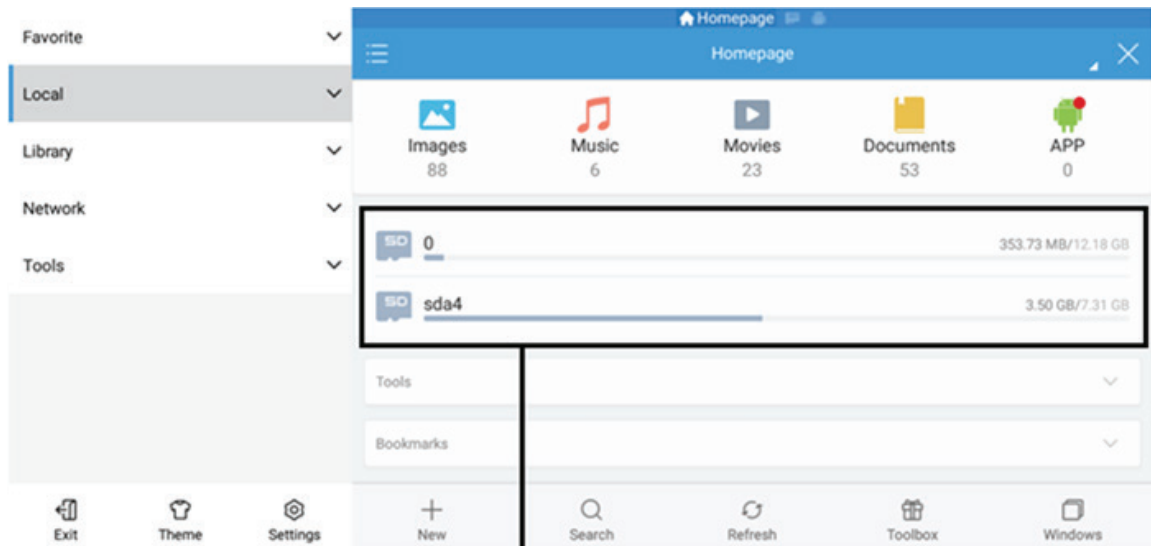 Favorite
Local
Library
Network
Tools
Exit
Theme
Settings
Homepage
Homepage
Images
88
Music
6
Movies
23
Documents
53
APP
0
SD
0
353.73 MB/12.18 GB
SD
sda4
3.50 GB/7.31 GB
Tools
Bookmarks
New
Search
Refresh
Toolbox
Windows